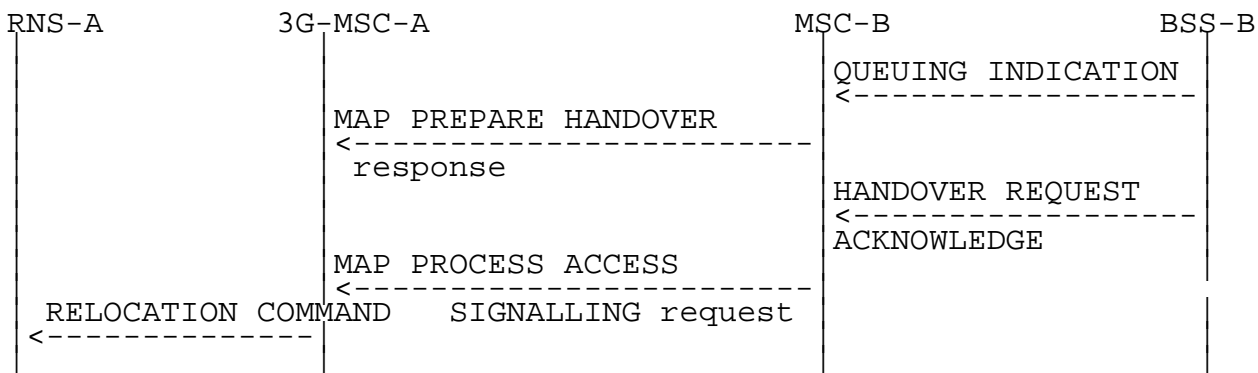 RNS-A 3G-MSC-A MSC-B BSS-B
QUEUING INDICATION
MAP PREPARE HANDOVER
response
HANDOVER REQUEST
ACKNOWLEDGE
MAP PROCESS ACCESS
RELOCATION COMMAND SIGNALLING request